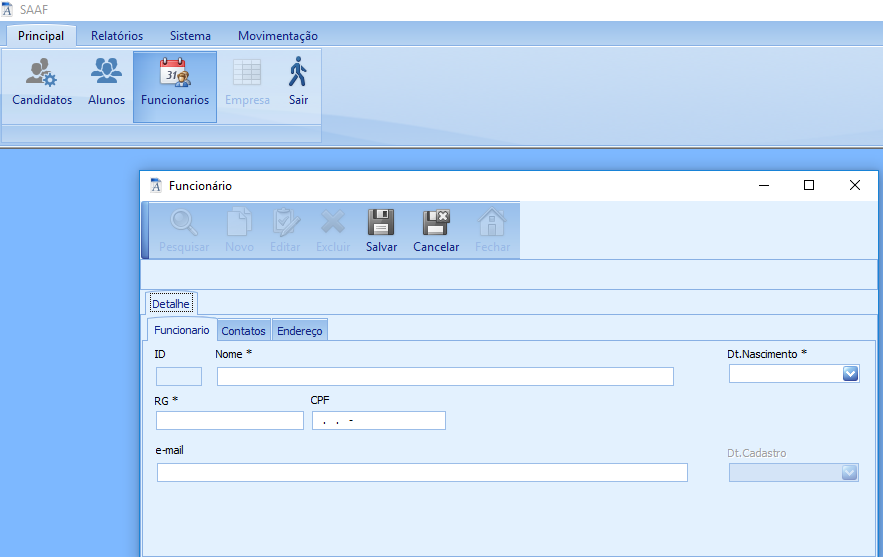 SAAF
Principal Relatórios Sistema Movimentação
31
Candidatos Alunos Funcionarios Empresa Sair
Funcionário
Pesquisar Novo Editar Excluir Salvar Cancelar Fechar
Detalhe
Funcionario Contatos Endereço
ID Nome * Dt.Nascimento *
RG * CPF
. . -
e-mail Dt.Cadastro